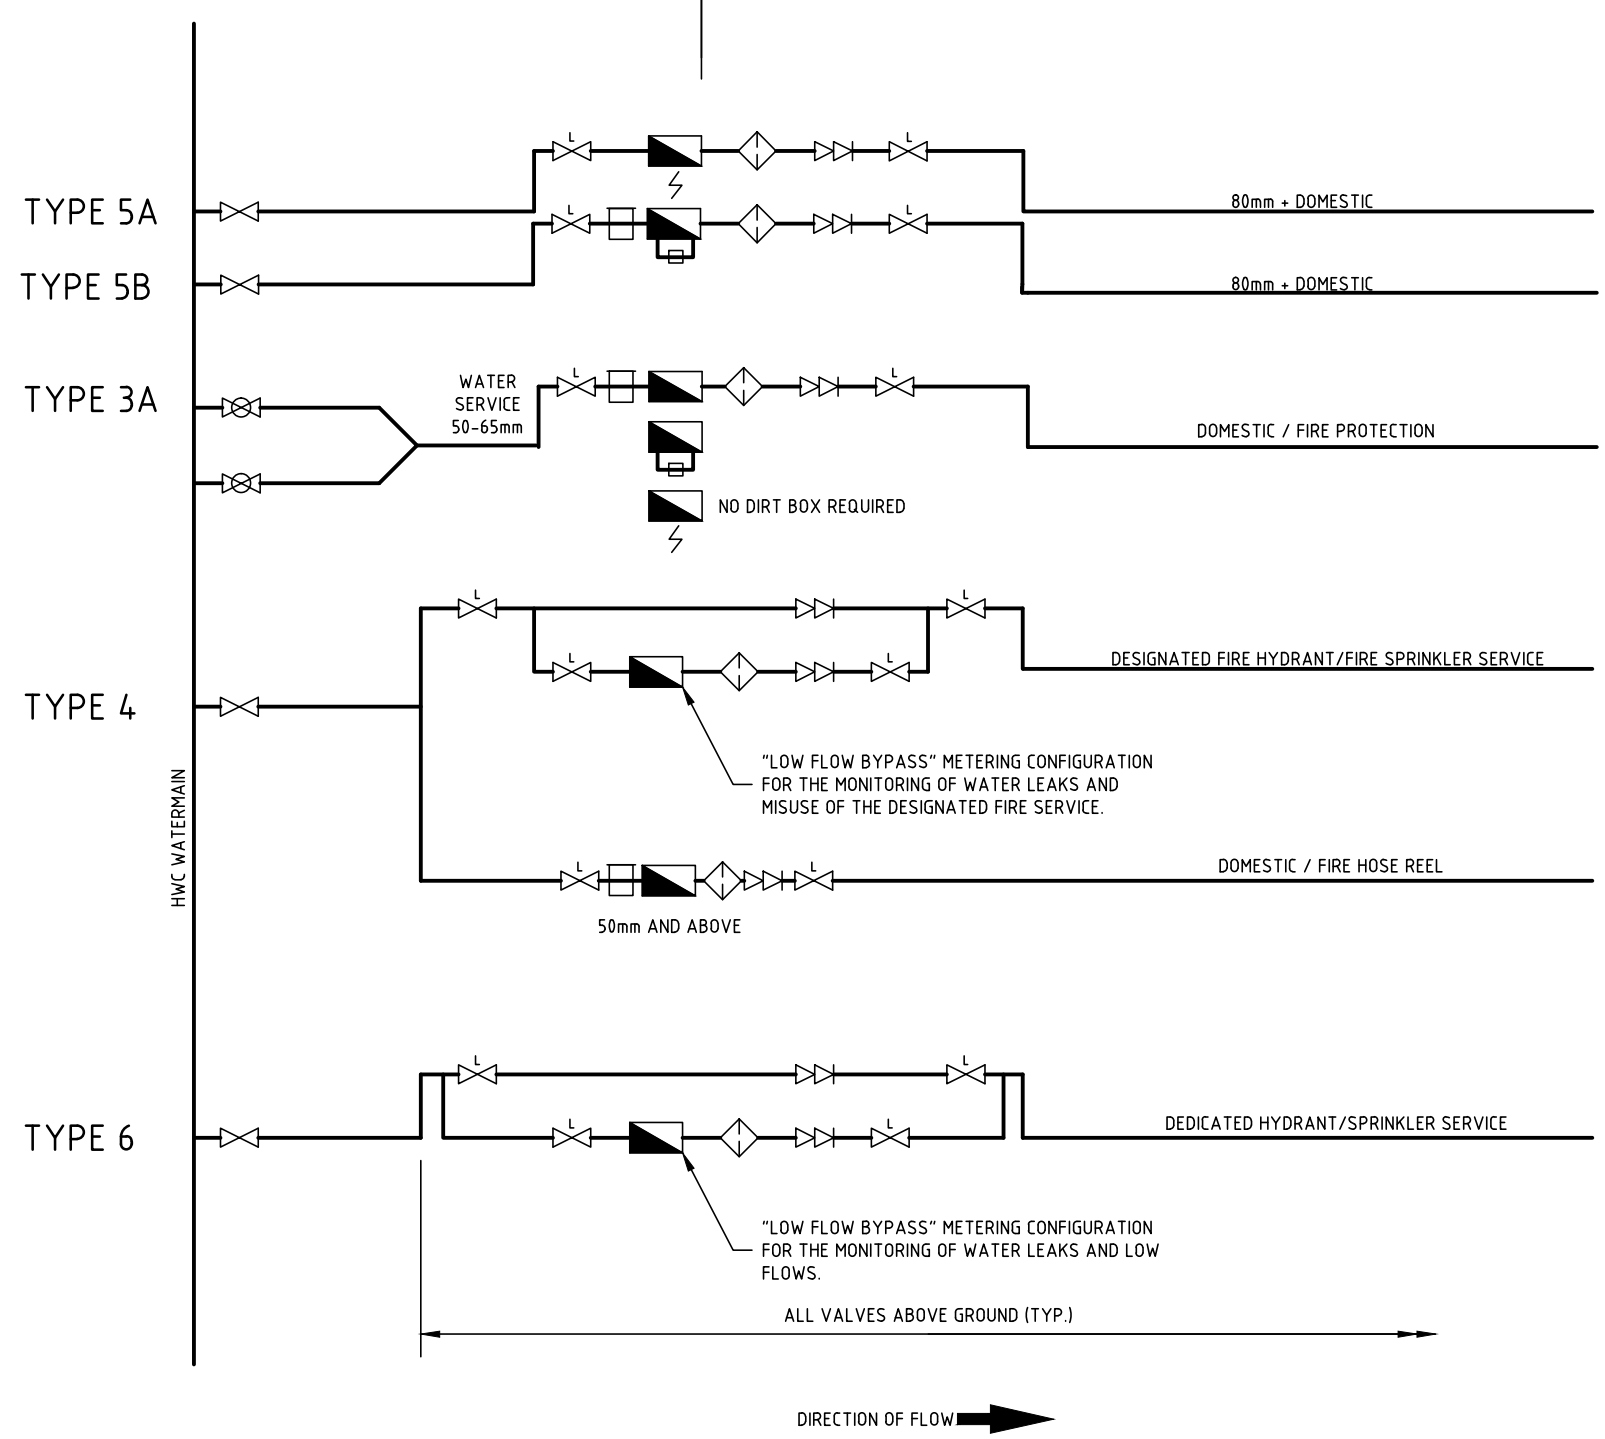 L
TYPE 5A
80mm + DOMESTIC
L L
L L
TYPE 5B
80mm + DOMESTIC
TYPE 3A
WATER
SERVICE
50-65mm
L L
DOMESTIC / FIRE PROTECTION
NO DIRT BOX REQUIRED
L L
L L
DESIGNATED FIRE HYDRANT/FIRE SPRINKLER SERVICE
TYPE 4
"LOW FLOW BYPASS" METERING CONFIGURATION
FOR THE MONITORING OF WATER LEAKS AND
MISUSE OF THE DESIGNATED FIRE SERVICE.
HWC WATERMAIN
L L
DOMESTIC / FIRE HOSE REEL
50mm AND ABOVE
L L
L L
TYPE 6
DEDICATED HYDRANT/SPRINKLER SERVICE
"LOW FLOW BYPASS" METERING CONFIGURATION
FOR THE MONITORING OF WATER LEAKS AND LOW
FLOWS.
ALL VALVES ABOVE GROUND (TYP.)
DIRECTION OF FLOW